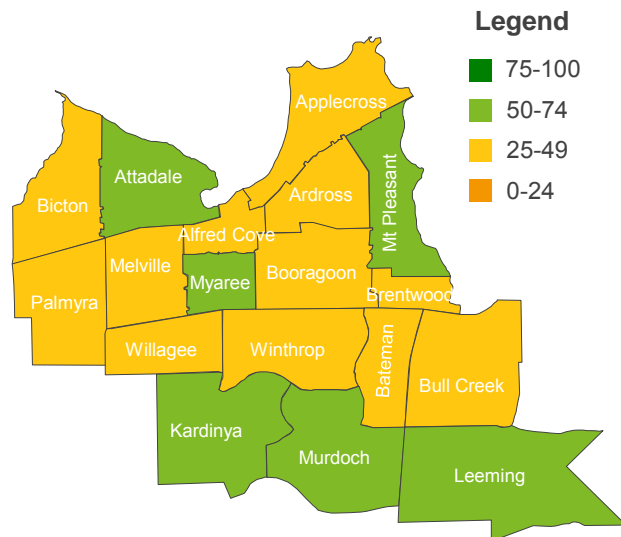 Legend
75-100
50-74
25-49
0-24
Applecross
Attadale
Mt Pleasant
Ardross
Bicton
Alfred Cove
Melville
Booragoon
Myaree
Brentwood
Palmyra
Willagee
Winthrop
Bateman
Bull Creek
Kardinya
Murdoch
Leeming